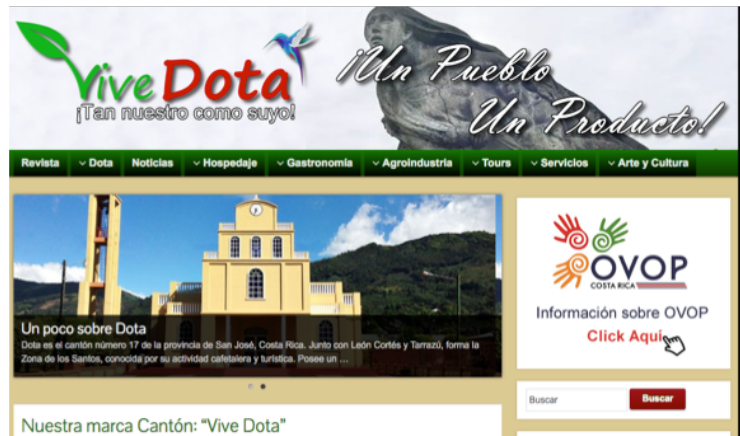 Vive Dota
¡Tan nuestro como suyo!
¡Un Pueblo
Un Producto!
Revista Dota Noticias Hospedaje Gastronomía Agroindustria Tours Servicios Arte y Cultura
Un poco sobre Dota
Dota es el cantón número 17 de la provincia de San José, Costa Rica. Junto con León Cortés y Tarrazú, forma la
Zona de los Santos, conocida por su actividad cafetalera y turística. Posee un ...
OVOP
COSTA RICA
Información sobre OVOP
Click Aquí
Buscar Buscar
Nuestra marca Cantón: “Vive Dota”